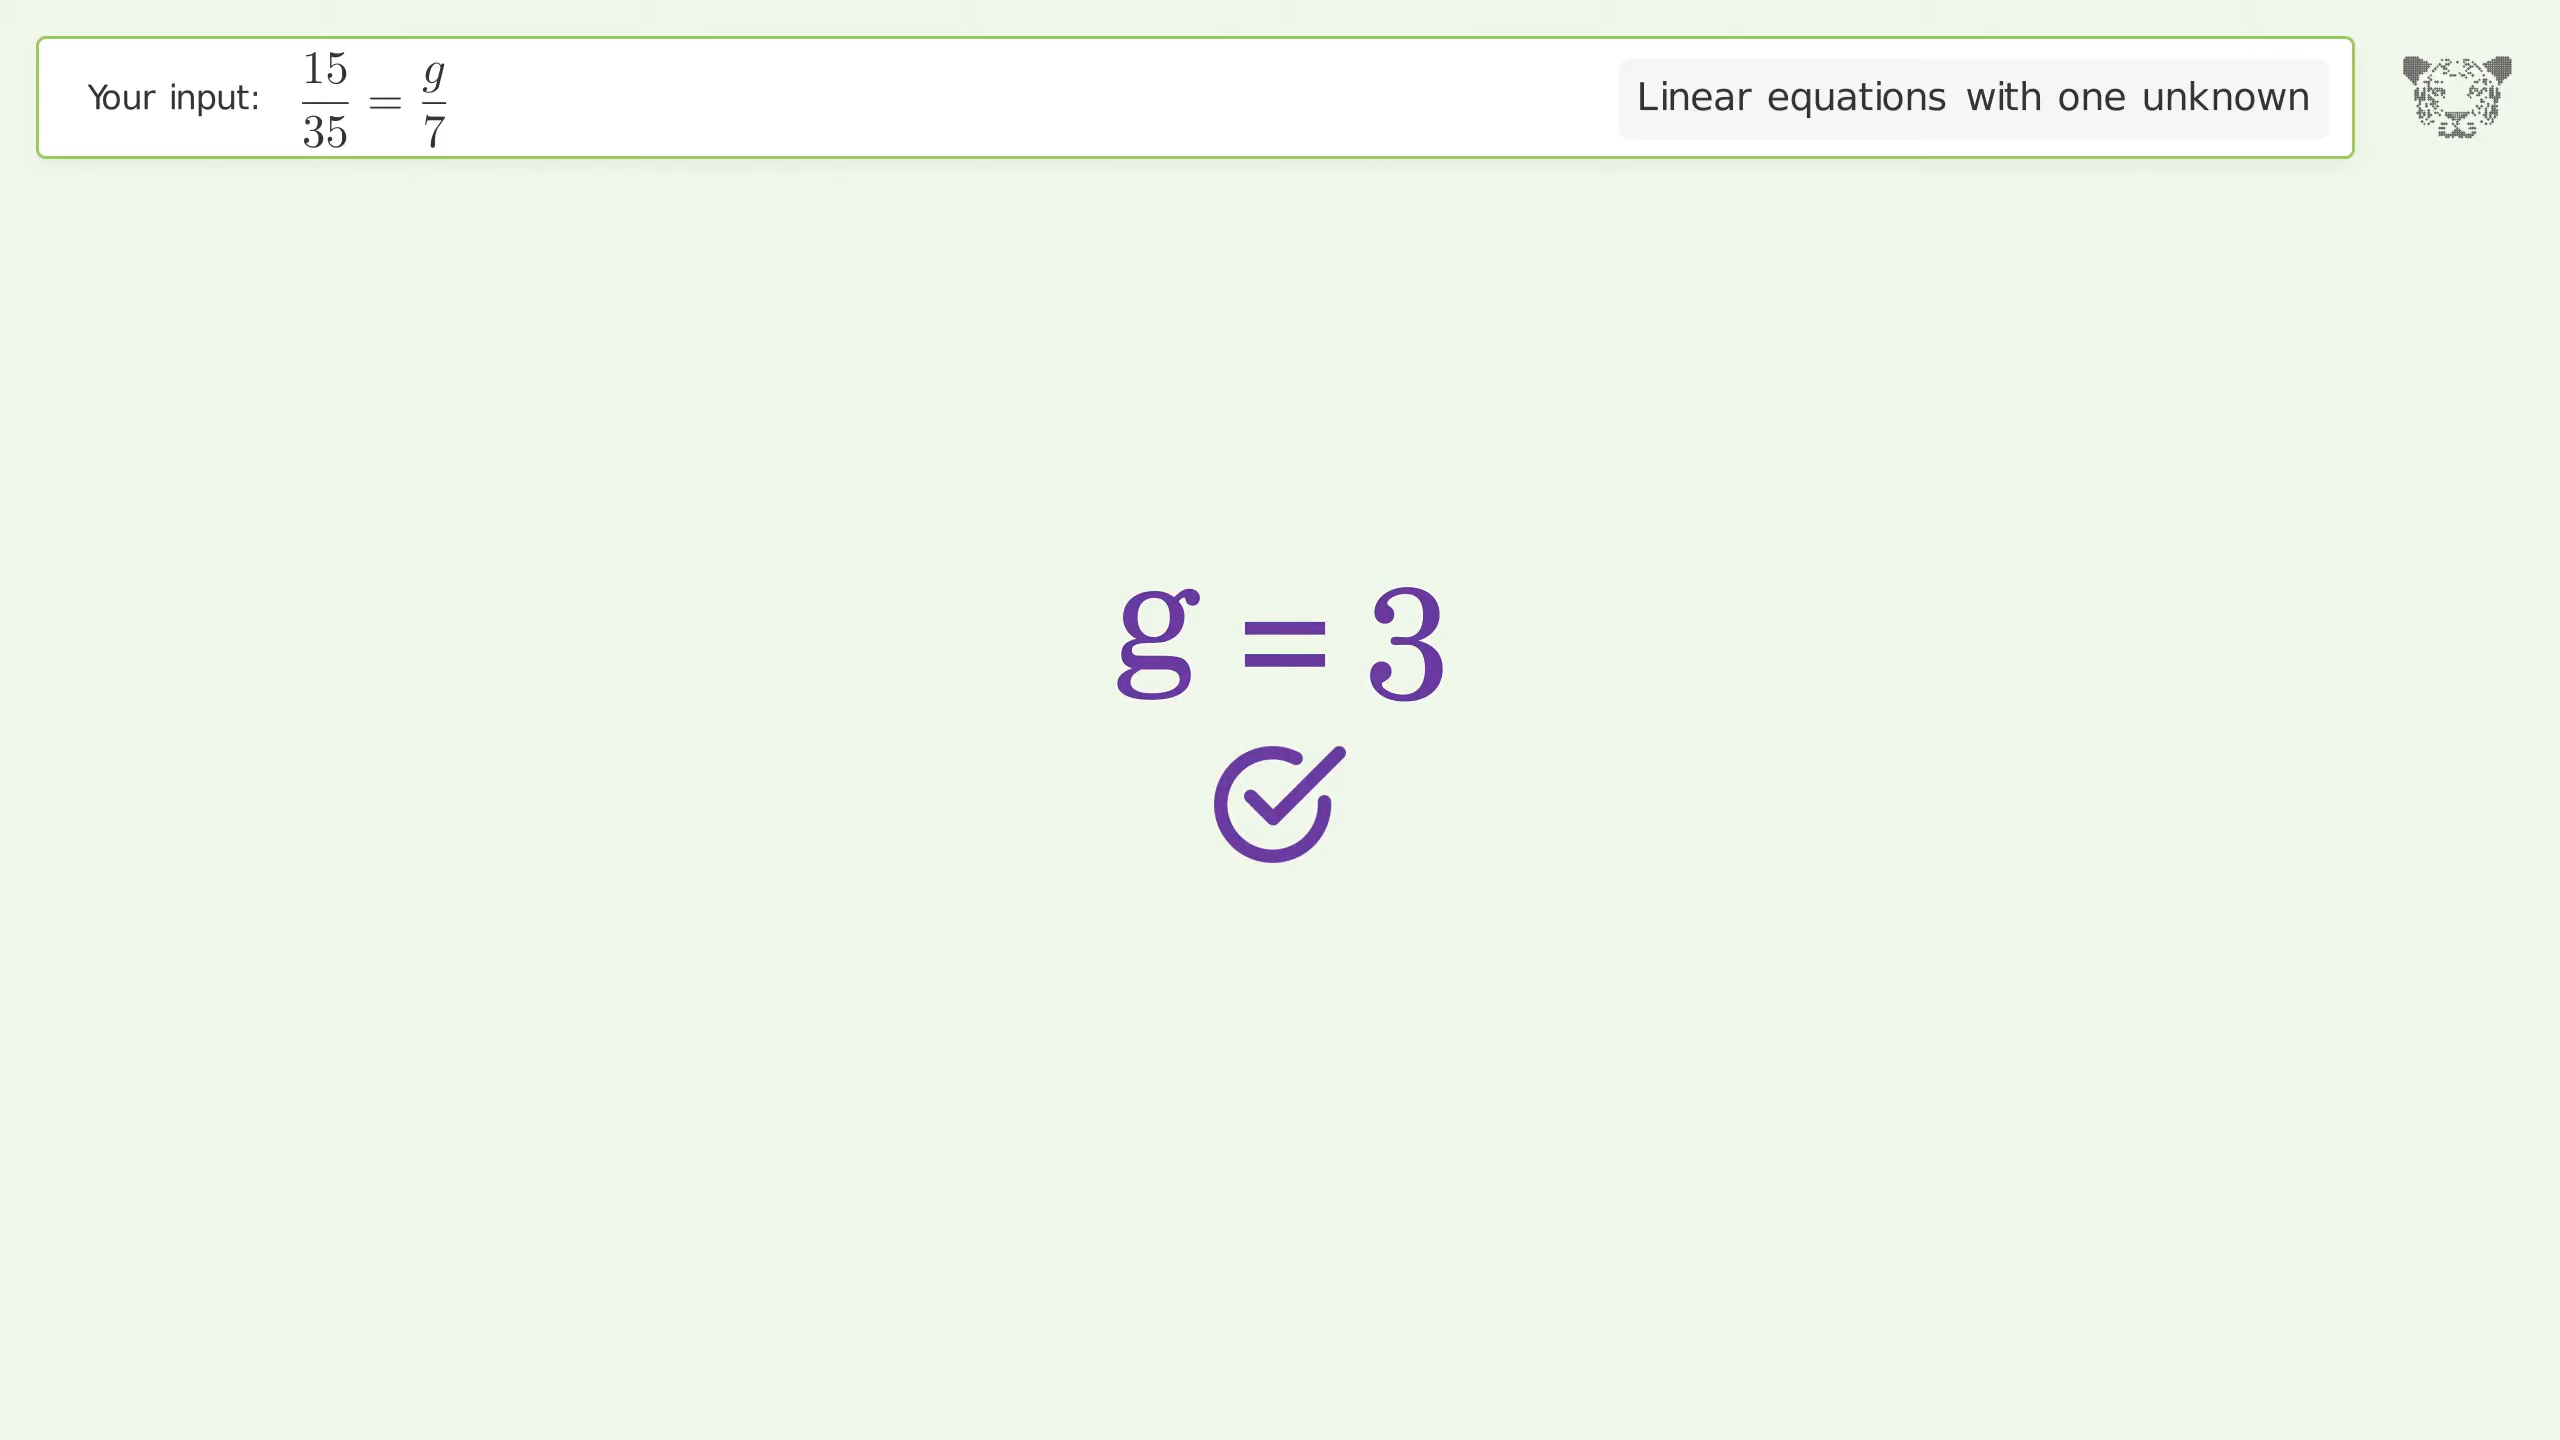 Your input: 15/35 = g/7
Linear equations with one unknown
g = 3